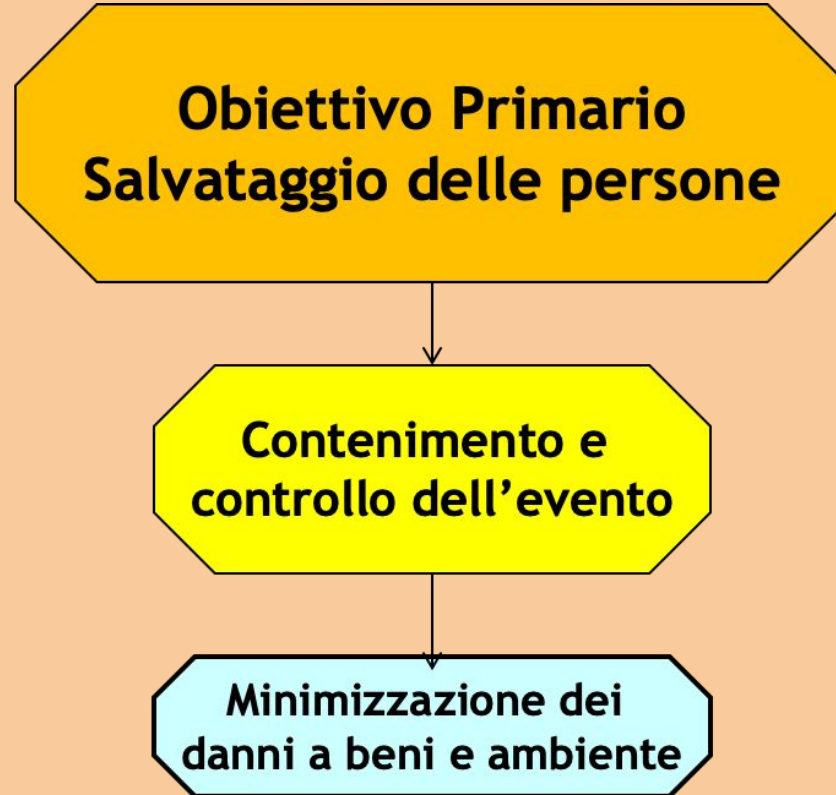 Obiettivo Primario
Salvataggio delle persone
Contenimento e
controllo dell’evento
Minimizzazione dei
danni a beni e ambiente